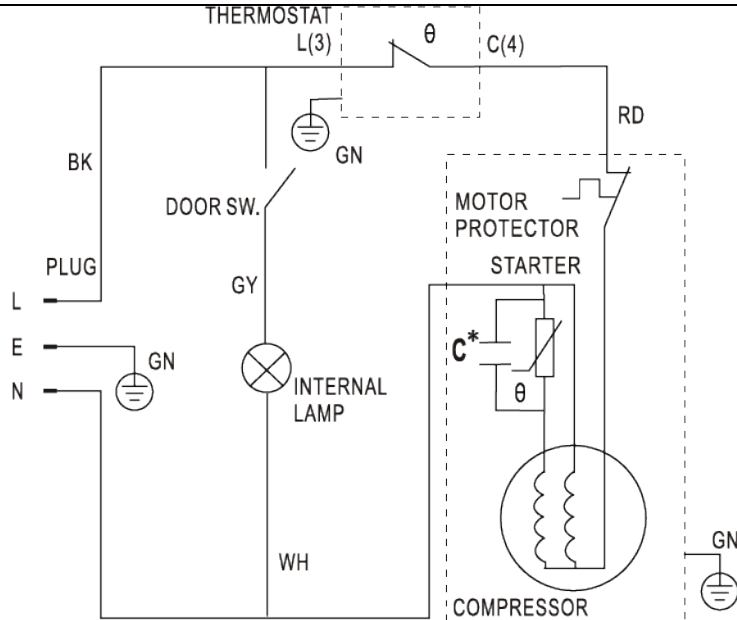 THERMOSTAT
L(3)
θ
C(4)
RD
GN
BK
DOOR SW.
MOTOR
PROTECTOR
PLUG
STARTER
GY
L
E
GN
N
C*
θ
INTERNAL
LAMP
WH
GN
COMPRESSOR